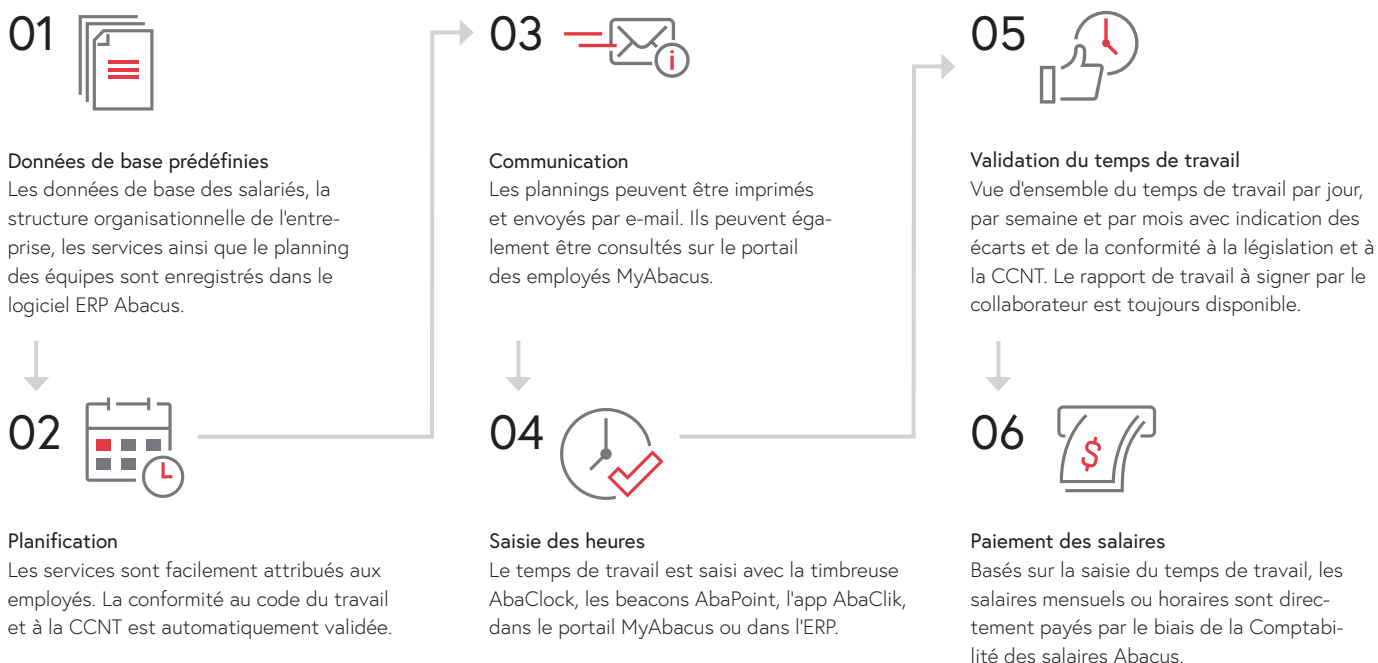 01
Données de base prédéfinies
Les données de base des salariés, la
structure organisationnelle de l'entre-
prise, les services ainsi que le planning
des équipes sont enregistrés dans le
logiciel ERP Abacus.
02
Planification
Les services sont facilement attribués aux
employés. La conformité au code du travail
et à la CCNT est automatiquement validée.
03
i
Communication
Les plannings peuvent être imprimés
et envoyés par e-mail. Ils peuvent éga-
lement être consultés sur le portail
des employés MyAbacus.
04
Saisie des heures
Le temps de travail est saisi avec la timbreuse
AbaClock, les beacons AbaPoint, l'app AbaClik,
dans le portail MyAbacus ou dans l'ERP.
05
Validation du temps de travail
Vue d'ensemble du temps de travail par jour,
par semaine et par mois avec indication des
écarts et de la conformité à la législation et à
la CCNT. Le rapport de travail à signer par le
collaborateur est toujours disponible.
06
$
Paiement des salaires
Basés sur la saisie du temps de travail, les
salaires mensuels ou horaires sont direc-
tement payés par le biais de la Comptabi-
lité des salaires Abacus.